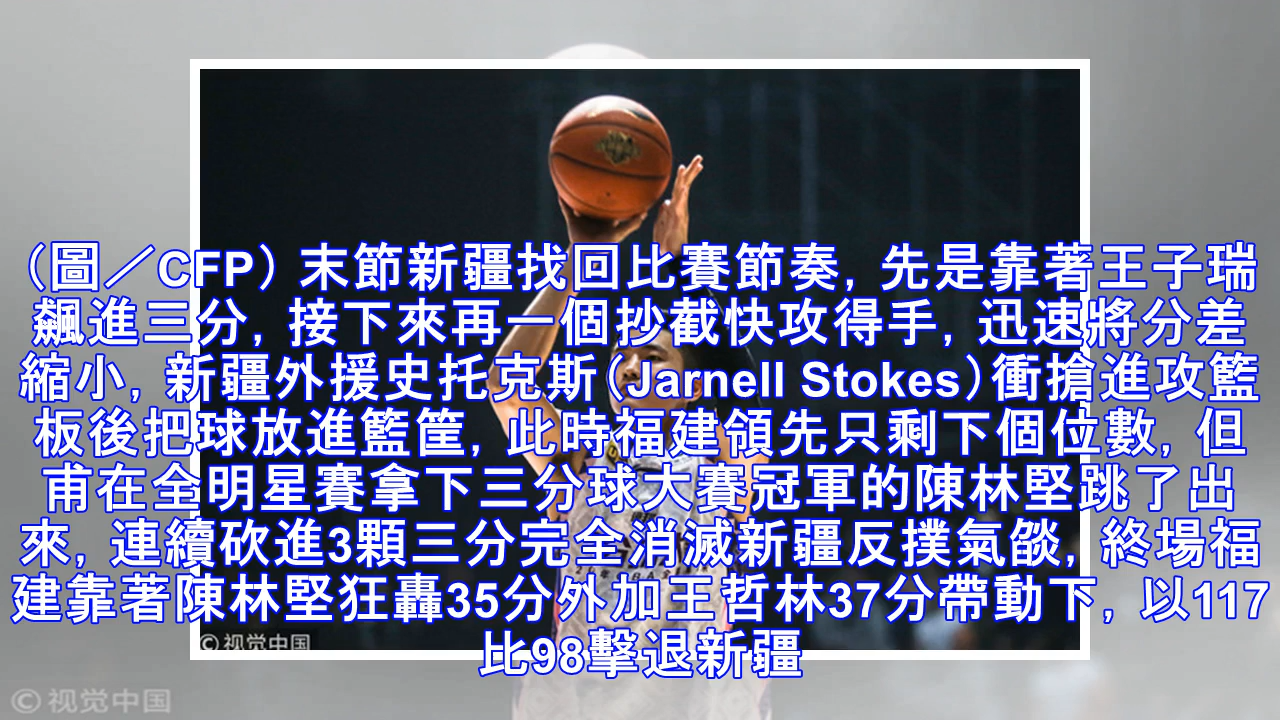 （圖／CFP）末節新疆找回比賽節奏，先是靠著王子瑞
飆進三分，接下來再一個抄截快攻得手，迅速將分差
縮小，新疆外援史托克斯（Jarnell Stokes）衝搶進攻籃
板後把球放進籃筐，此時福建領先只剩下個位數，但
甫在全明星賽拿下三分球大賽冠軍的陳林堅跳了出
來，連續砍進3顆三分完全消滅新疆反撲氣燄，終場福
建靠著陳林堅狂轟35分外加王哲林37分帶動下，以117
比98擊退新疆
© 视觉中国
© 视觉中国